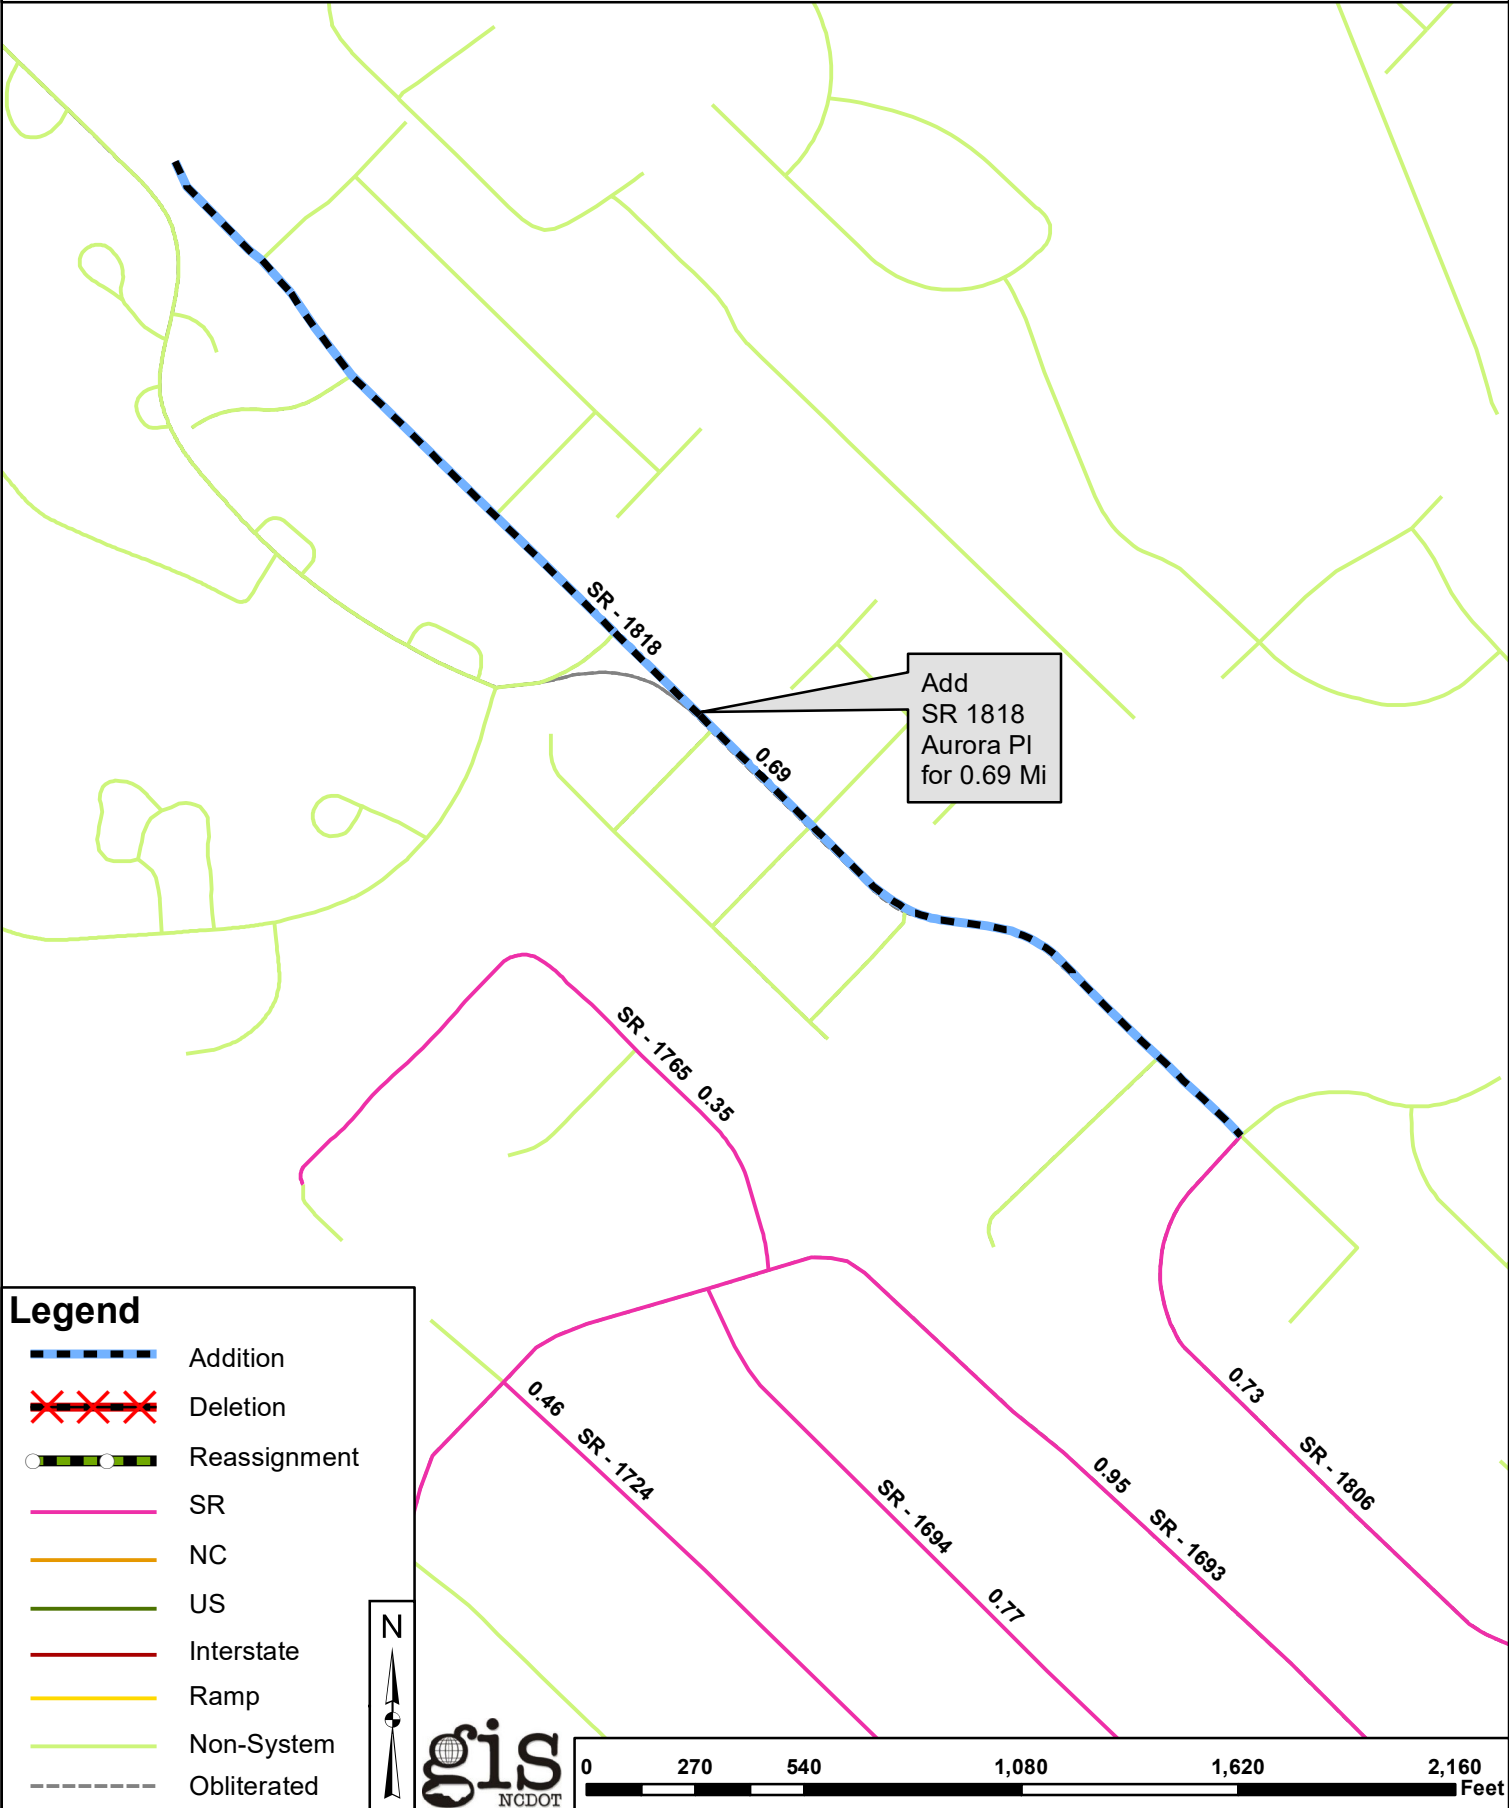 SR - 1818
Add
SR 1818
Aurora Pl
for 0.69 Mi
0.69
SR - 1765 0.35
0.73
SR - 1806
0.46 SR - 1724
0.95 SR - 1693
SR - 1694 0.77
Legend
Addition
Deletion
Reassignment
SR
NC
US
Interstate
Ramp
Non-System
Obliterated
N
gis
NCDOT
0 270 540 1,080 1,620 2,160
Feet